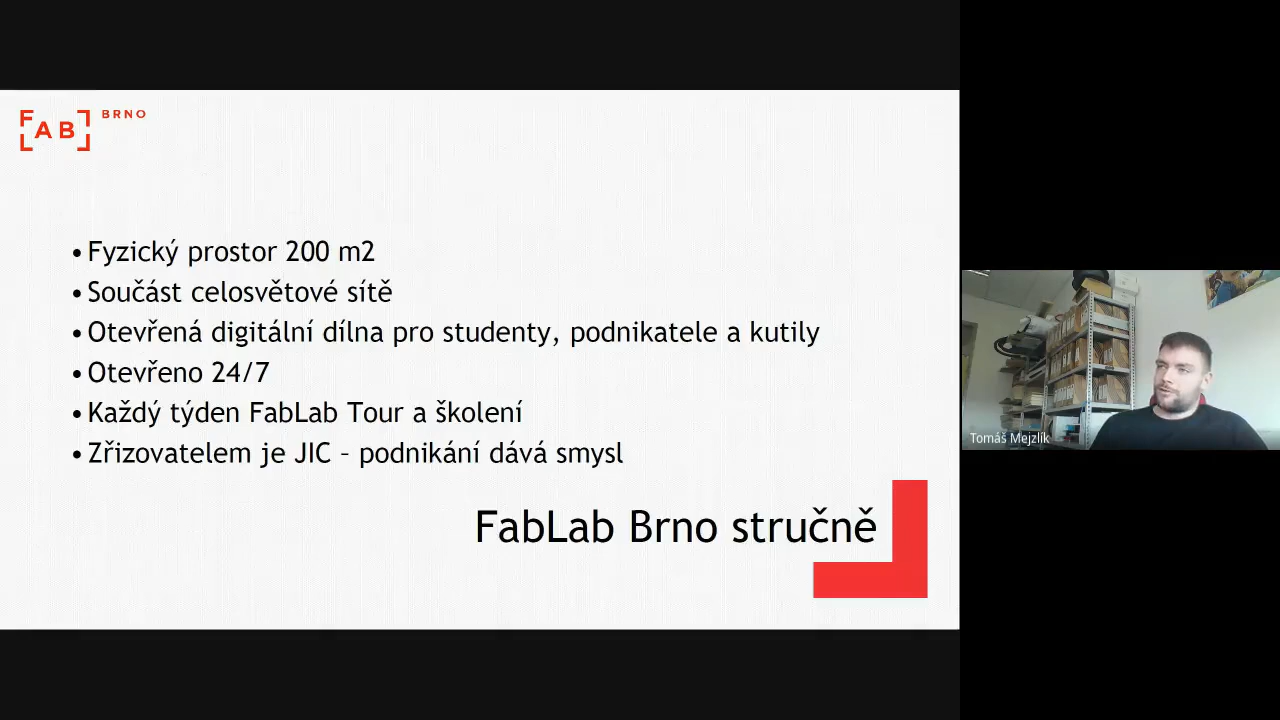 FAB BRNO
•Fyzický prostor 200 m2
•Součást celosvětové sítě
•Otevřená digitální dílna pro studenty, podnikatele a kutily
•Otevřeno 24/7
•Každý týden FabLab Tour a školení
•Zřizovatelem je JIC – podnikání dává smysl
FabLab Brno stručně
Tomáš Mejzlík